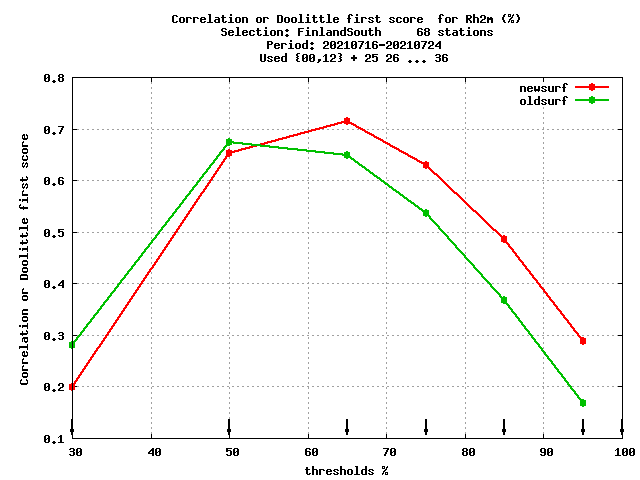 Correlation or Doolittle first score  for Rh2m (%)
Selection: FinlandSouth     68 stations
Period: 20210716-20210724
Used {00,12} + 25 26 ... 36
newsurf
oldsurf
Correlation or Doolittle first score
0.8
0.7
0.6
0.5
0.4
0.3
0.2
0.1
30 40 50 60 70 80 90 100
thresholds %